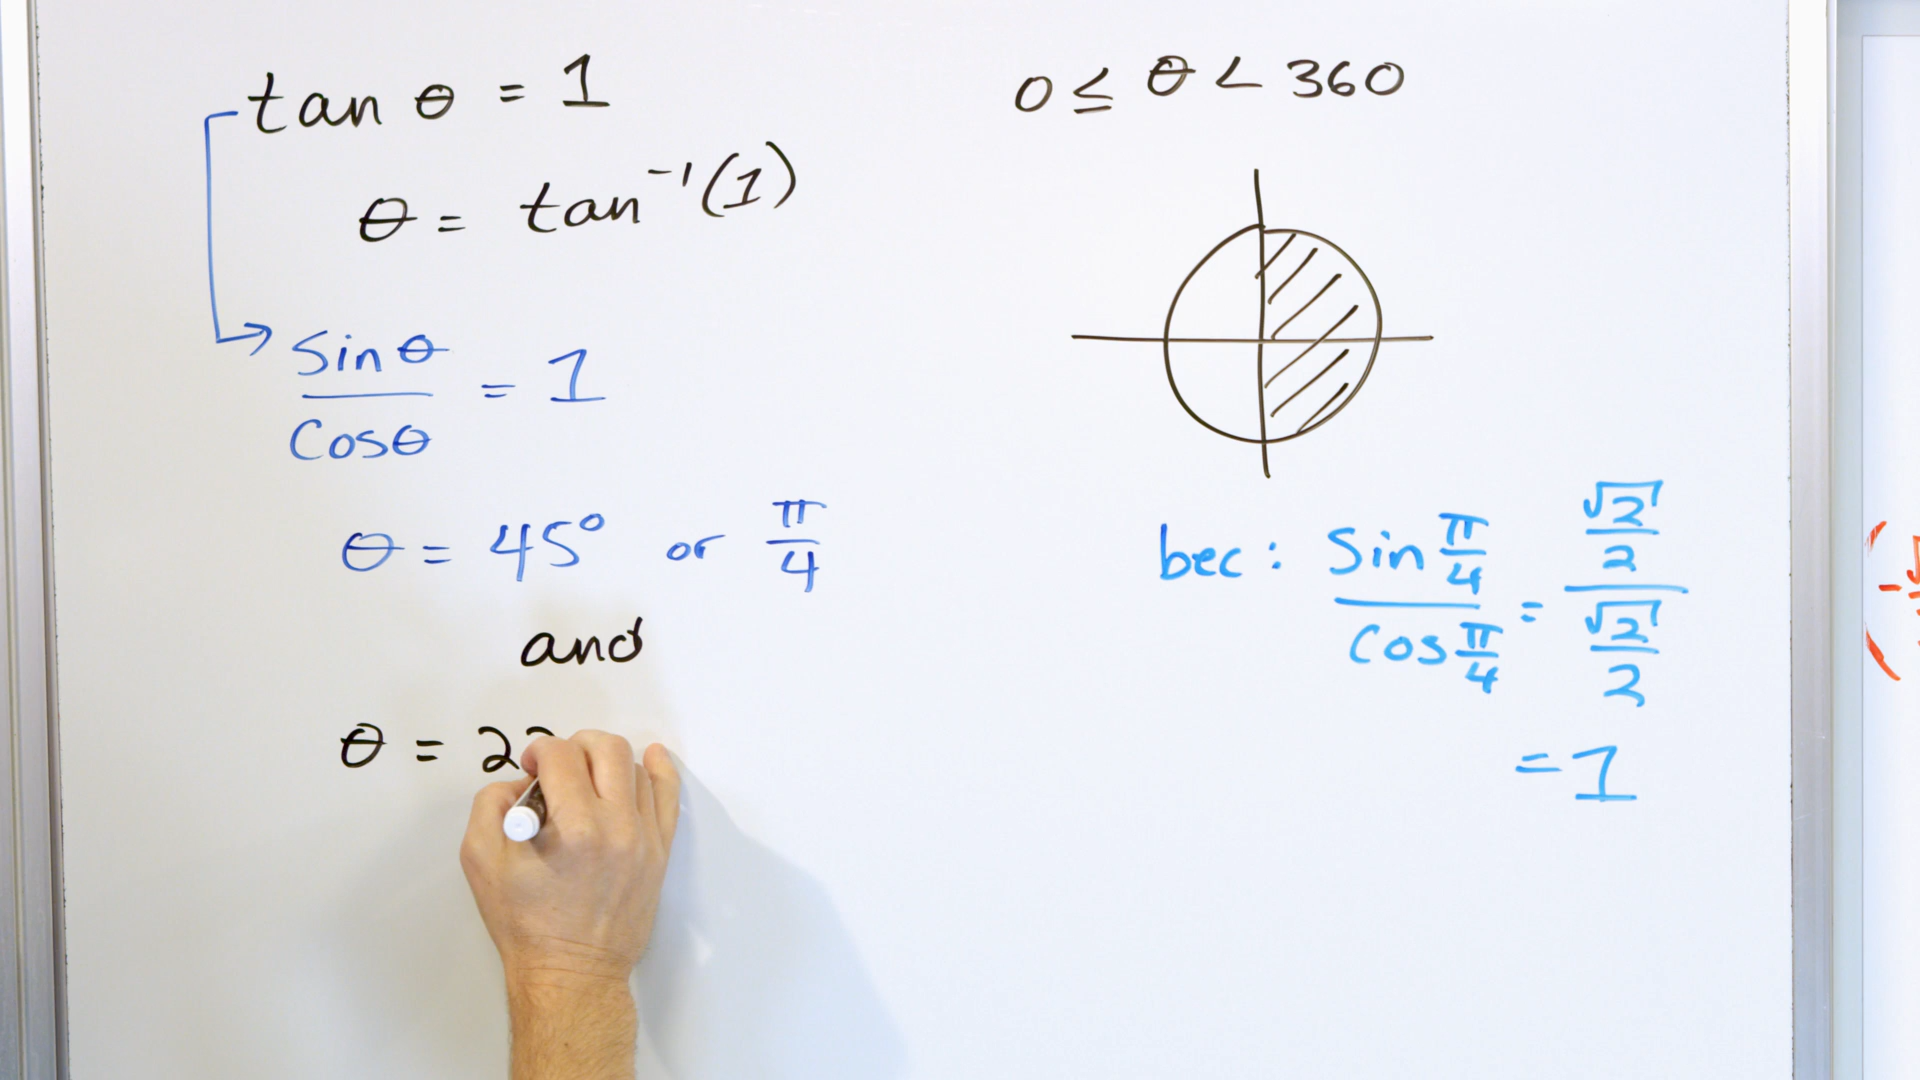 tan θ = 1
θ = tan⁻¹(1)
sin θ
cos θ
= 1
θ = 45° or π/4
and
θ = 22
0 ≤ θ < 360
bec: sin π/4 / cos π/4 = √2/2 / √2/2
= 1